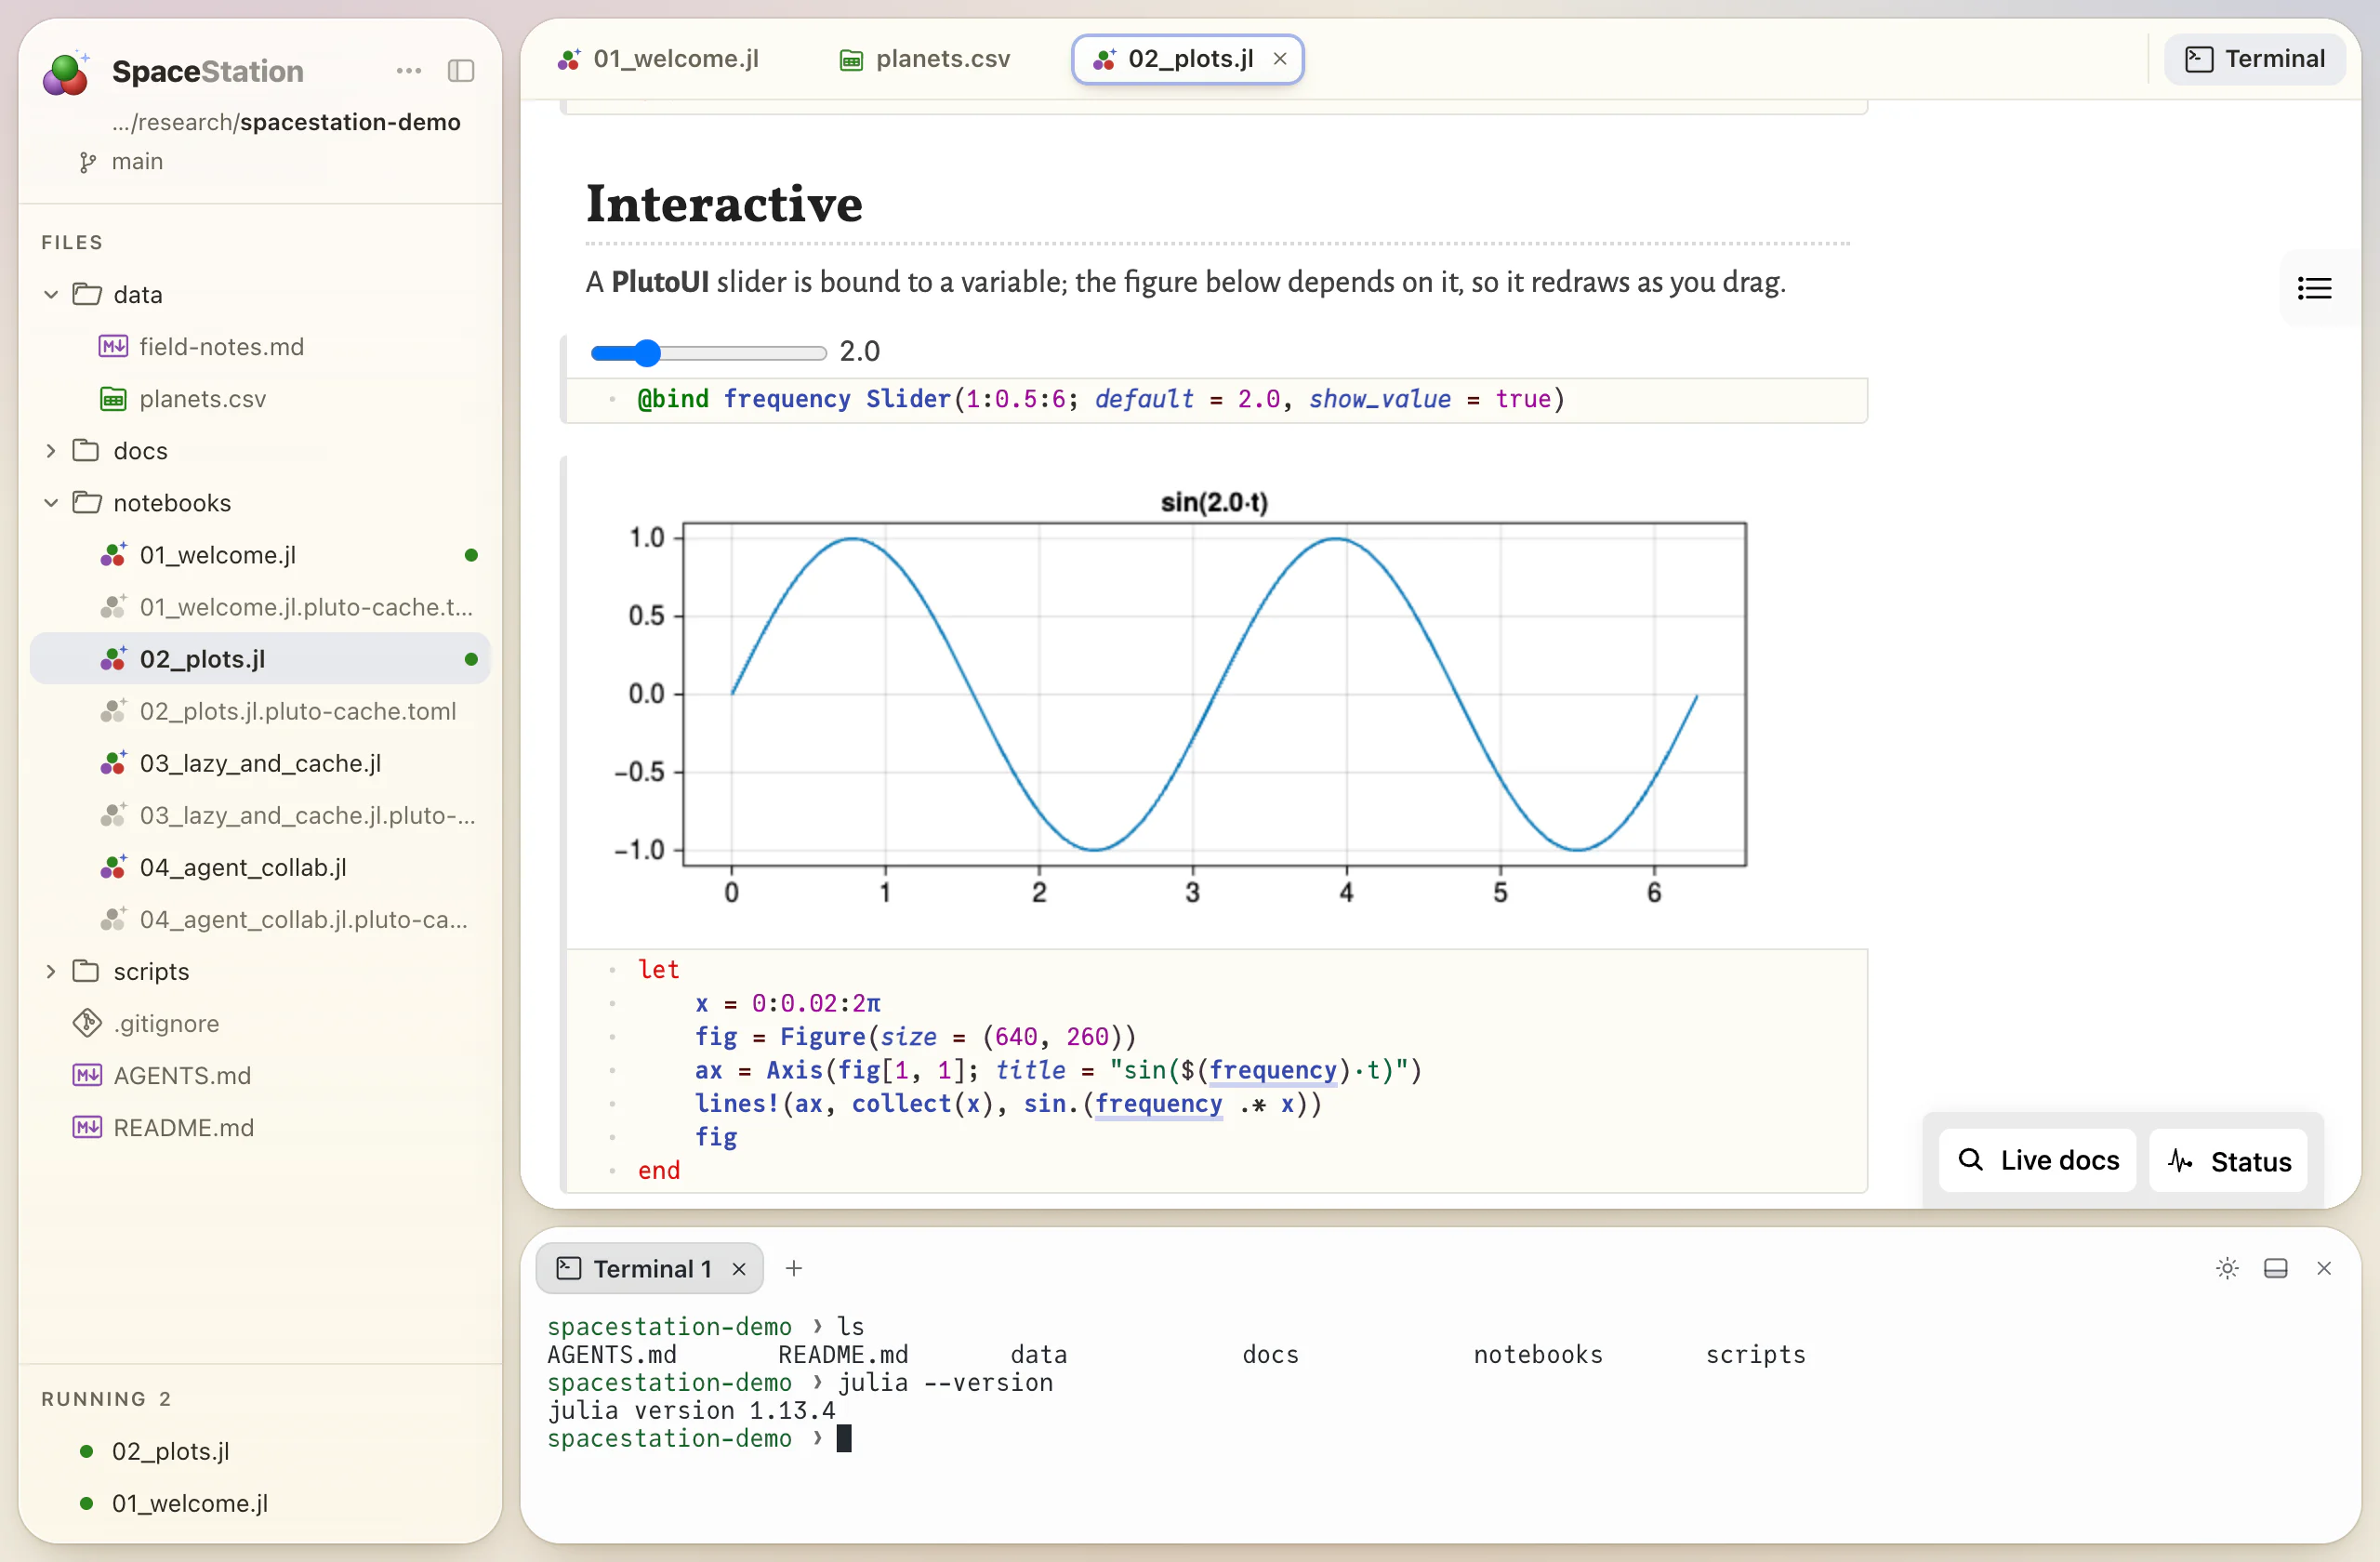 SpaceStation
.../research/spacestation-demo
main
FILES
data
field-notes.md
planets.csv
docs
notebooks
01_welcome.jl
01_welcome.jl.pluto-cache.t...
02_plots.jl
02_plots.jl.pluto-cache.toml
03_lazy_and_cache.jl
03_lazy_and_cache.jl.pluto-...
04_agent_collab.jl
04_agent_collab.jl.pluto-ca...
scripts
.gitignore
AGENTS.md
README.md
RUNNING 2
02_plots.jl
01_welcome.jl
01_welcome.jl planets.csv 02_plots.jl Terminal
Interactive
A PlutoUI slider is bound to a variable; the figure below depends on it, so it redraws as you drag.
2.0
@bind frequency Slider(1:0.5:6; default = 2.0, show_value = true)
sin(2.0·t)
1.0
0.5
0.0
−0.5
−1.0
0 1 2 3 4 5 6
let
x = 0:0.02:2π
fig = Figure(size = (640, 260))
ax = Axis(fig[1, 1]; title = "sin($(frequency)·t)")
lines!(ax, collect(x), sin.(frequency .* x))
fig
end
Live docs Status
Terminal 1
spacestation-demo › ls
AGENTS.md README.md data docs notebooks scripts
spacestation-demo › julia --version
julia version 1.13.4
spacestation-demo ›